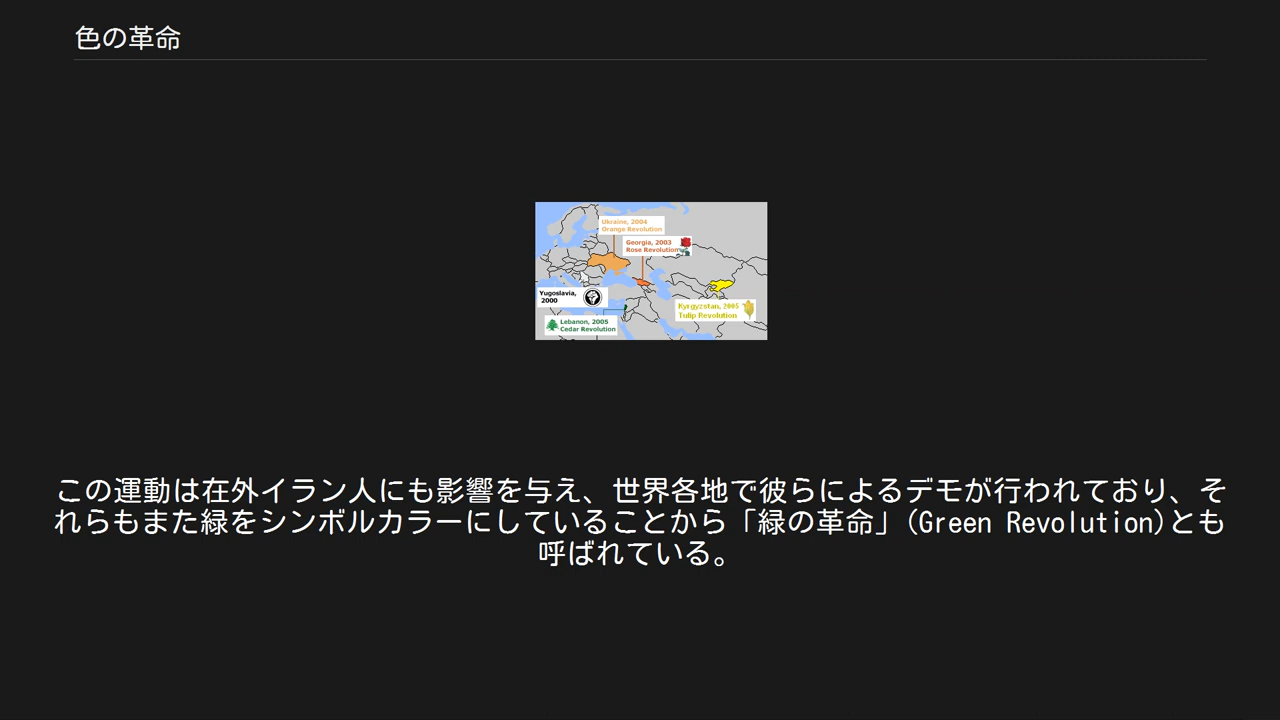 色の革命
Ukraine, 2004
Orange Revolution
Georgia, 2003
Rose Revolution
Yugoslavia,
2000
Kyrgyzstan, 2005
Tulip Revolution
Lebanon, 2005
Cedar Revolution
この運動は在外イラン人にも影響を与え、世界各地で彼らによるデモが行われており、そ
れらもまた緑をシンボルカラーにしていることから「緑の革命」(Green Revolution)とも
呼ばれている。